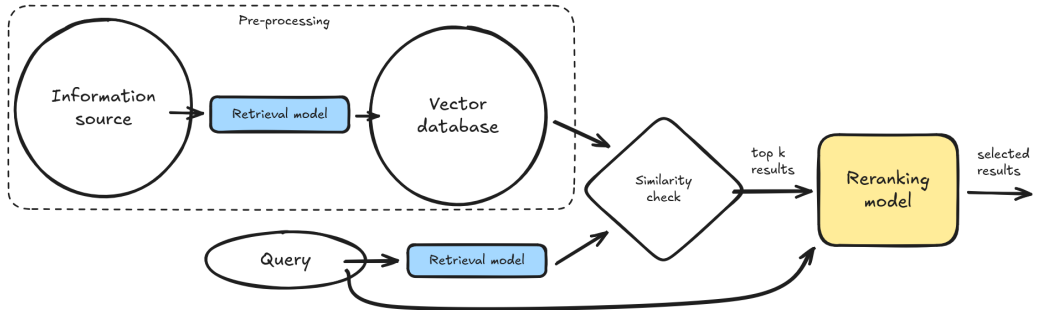 Pre-processing
Information
source
Retrieval model
Vector
database
Similarity
check
top k
results
Reranking
model
selected
results
Query
Retrieval model